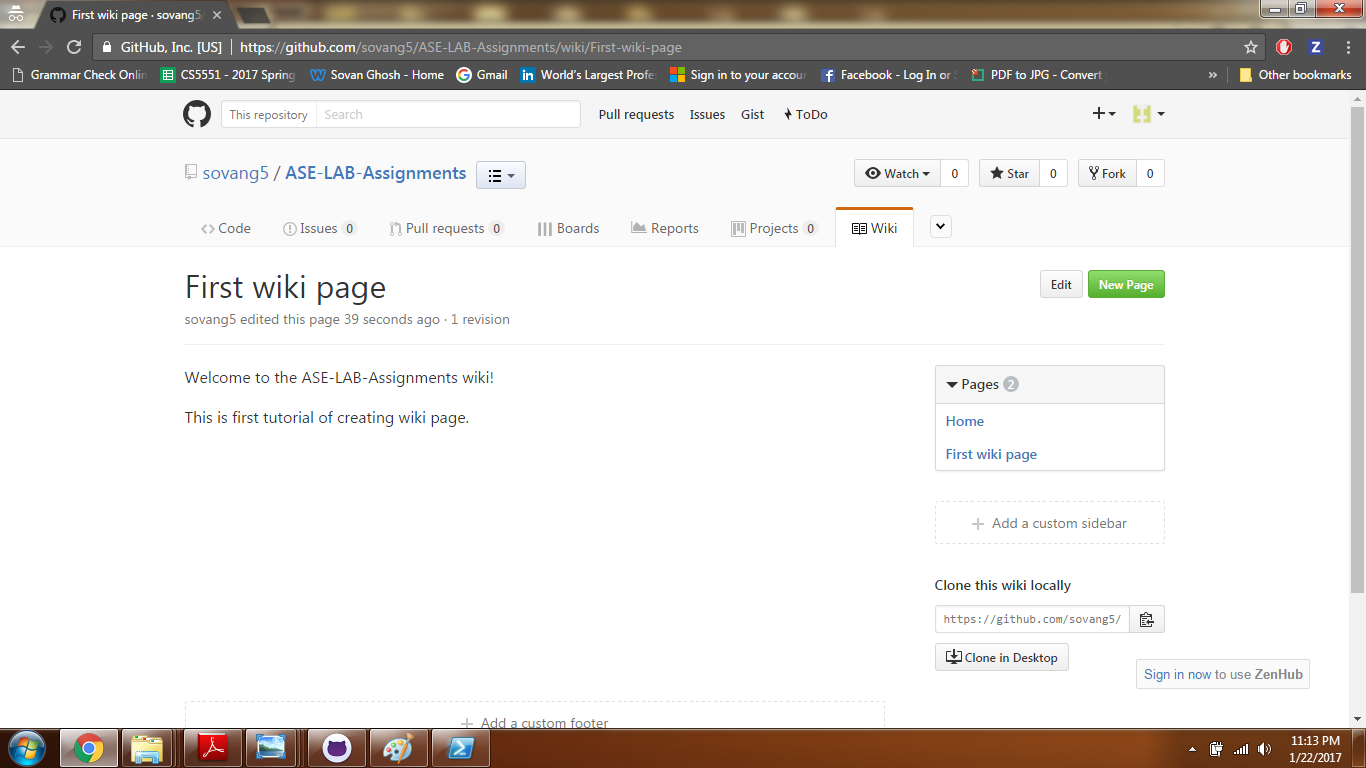 First wiki page · sovang5/
GitHub, Inc. [US] https://github.com/sovang5/ASE-LAB-Assignments/wiki/First-wiki-page
Grammar Check Onlin CS5551 - 2017 Spring Sovan Ghosh - Home Gmail World's Largest Profes Sign in to your accour Facebook - Log In or PDF to JPG - Convert » Other bookmarks
This repository Search Pull requests Issues Gist ToDo
sovang5 / ASE-LAB-Assignments Watch 0 Star 0 Fork 0
Code Issues 0 Pull requests 0 Boards Reports Projects 0 Wiki
First wiki page Edit New Page
sovang5 edited this page 39 seconds ago · 1 revision
Welcome to the ASE-LAB-Assignments wiki!
This is first tutorial of creating wiki page.
Pages 2
Home
First wiki page
Add a custom sidebar
Clone this wiki locally
https://github.com/sovang5/
Clone in Desktop
Sign in now to use ZenHub
Add a custom footer
11:13 PM
1/22/2017